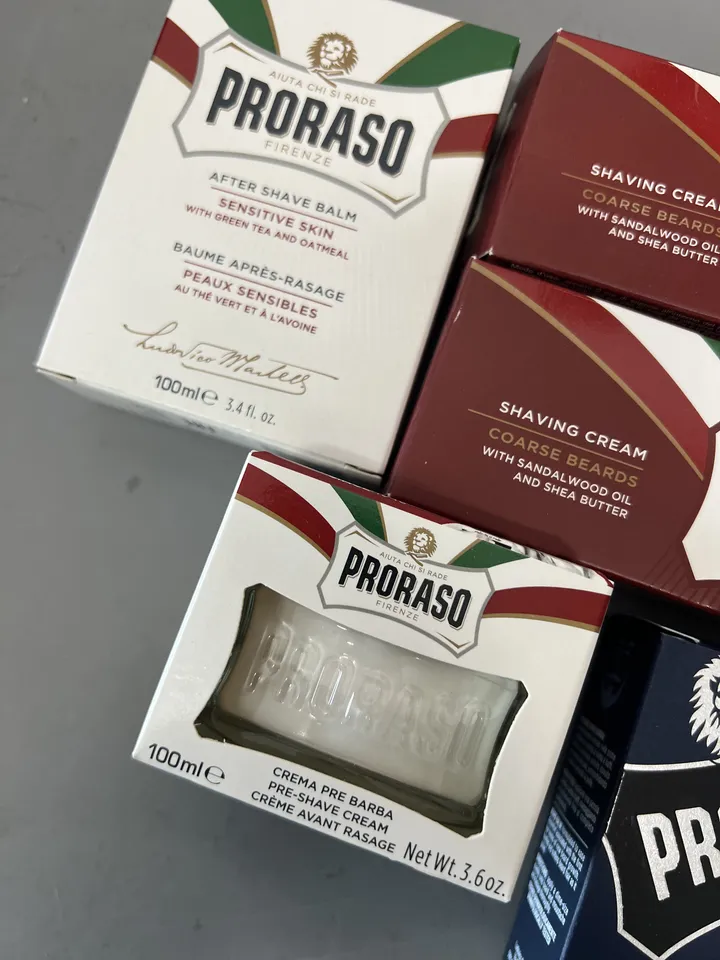 AIUTA CHI SI RADE
PRORASO
FIRENZE
AFTER SHAVE BALM
SENSITIVE SKIN
WITH GREEN TEA AND OATMEAL
BAUME APRÈS-RASAGE
PEAUX SENSIBLES
AU THÉ VERT ET À L'AVOINE
Ludovico Martelli
100ml℮ 3.4 fl. oz.
SHAVING CREAM
COARSE BEARDS
WITH SANDALWOOD OIL
AND SHEA BUTTER
SHAVING CREAM
COARSE BEARDS
WITH SANDALWOOD OIL
AND SHEA BUTTER
AIUTA CHI SI RADE
PRORASO
FIRENZE
PRORASO
100ml℮
CREMA PRE BARBA
PRE-SHAVE CREAM
CRÈME AVANT RASAGE
Net Wt. 3.6 oz.
PR